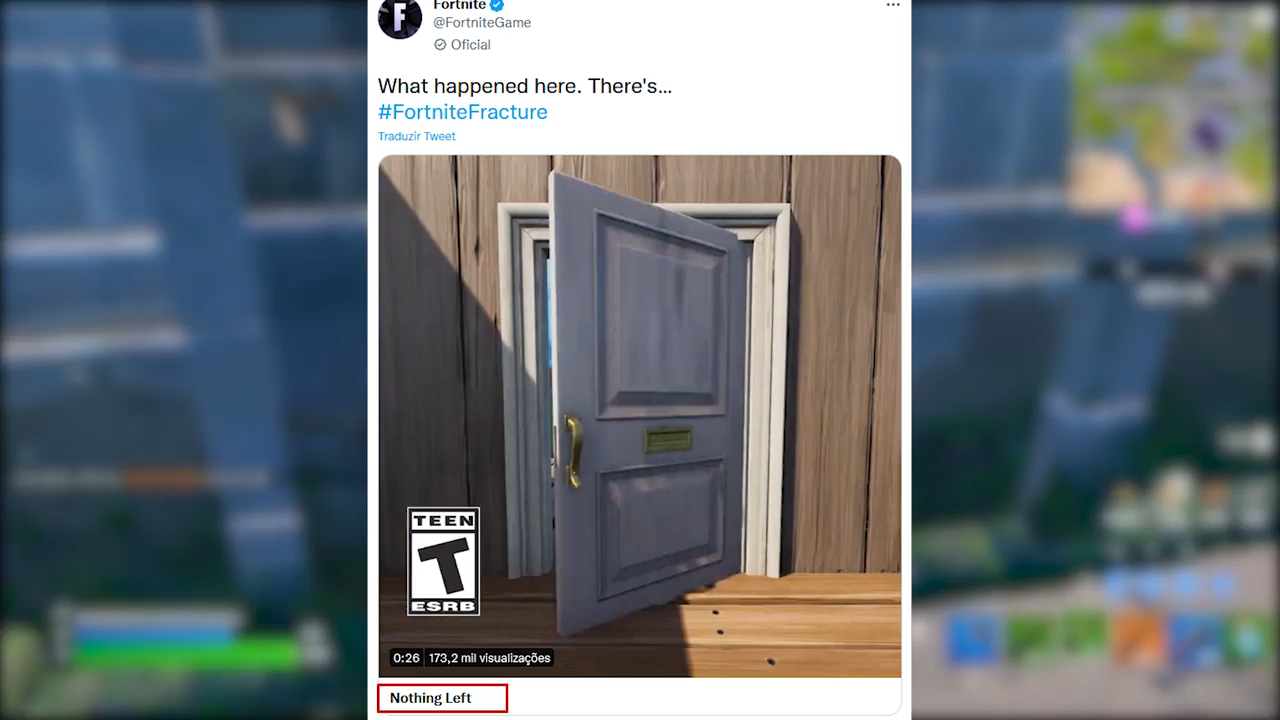 Fortnite
@FortniteGame
Oficial
What happened here. There's...
#FortniteFracture
Traduzir Tweet
TEEN
T
ESRB
0:26 173,2 mil visualizações
Nothing Left